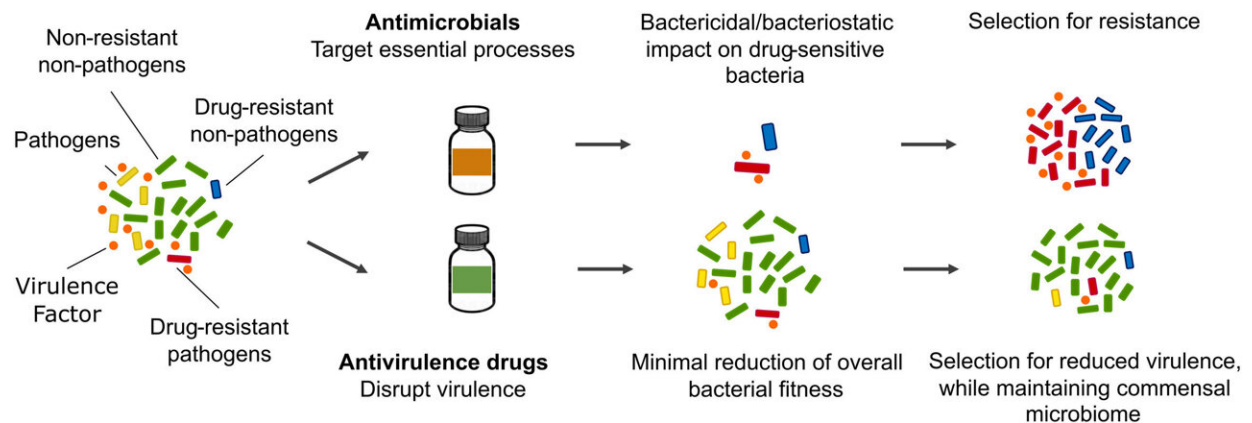 Non-resistant
non-pathogens
Drug-resistant
non-pathogens
Pathogens
Virulence
Factor
Drug-resistant
pathogens
Antimicrobials
Target essential processes
Antivirulence drugs
Disrupt virulence
Bactericidal/bacteriostatic
impact on drug-sensitive
bacteria
Minimal reduction of overall
bacterial fitness
Selection for resistance
Selection for reduced virulence,
while maintaining commensal
microbiome